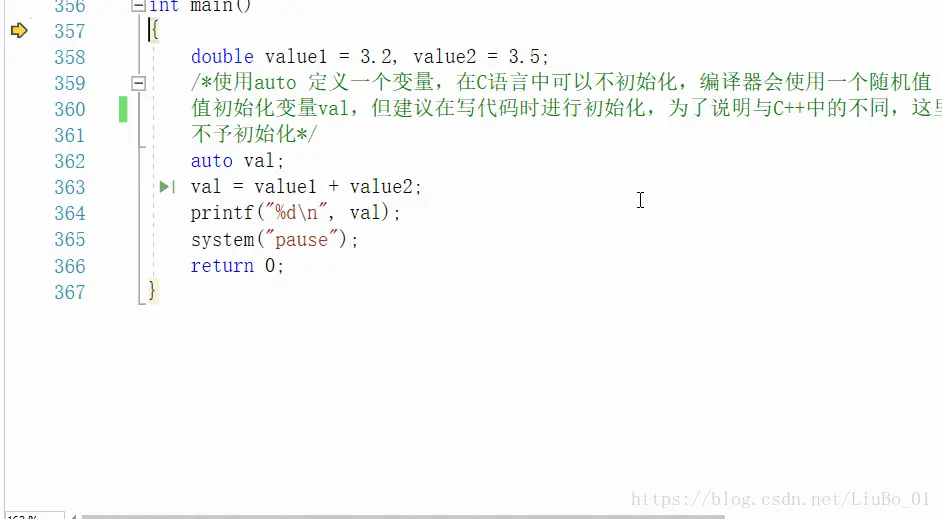 356 int main()
357 {
358 double value1 = 3.2, value2 = 3.5;
359 /*使用auto 定义一个变量，在C语言中可以不初始化，编译器会使用一个随机值
360 值初始化变量val，但建议在写代码时进行初始化，为了说明与C++中的不同，这里
361 不予初始化*/
362 auto val;
363 val = value1 + value2;
364 printf("%d\n", val);
365 system("pause");
366 return 0;
367 }
https://blog.csdn.net/LiuBo_01